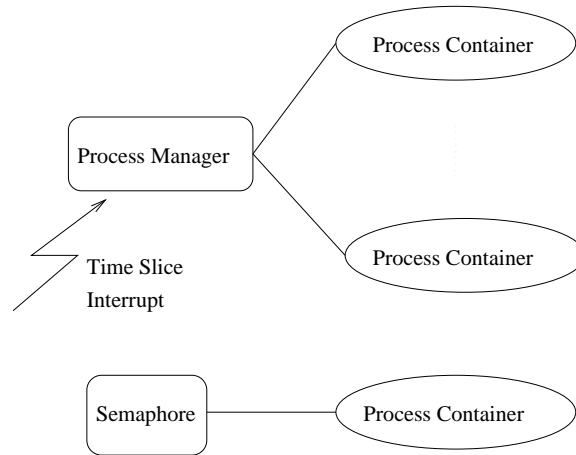 Process Container
Process Manager
Process Container
Time Slice
Interrupt
Semaphore
Process Container